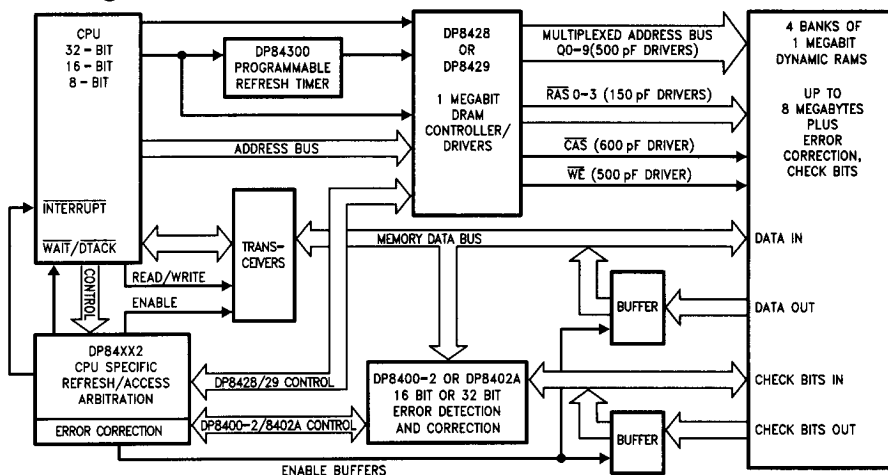 CPU
32-BIT
16-BIT
8-BIT
INTERRUPT
WAIT/DTACK
DP84300
PROGRAMMABLE
REFRESH TIMER
ADDRESS BUS
DP8428
OR
DP8429
1 MEGABIT
DRAM
CONTROLLER/
DRIVERS
MULTIPLEXED ADDRESS BUS
Q0-9(500 pF DRIVERS)
RAS 0-3 (150 pF DRIVERS)
CAS (600 pF DRIVER)
WE (500 pF DRIVER)
4 BANKS OF
1 MEGABIT
DYNAMIC RAMS
UP TO
8 MEGABYTES
PLUS
ERROR
CORRECTION,
CHECK BITS
DATA IN
DATA OUT
CHECK BITS IN
CHECK BITS OUT
TRANS-
CEIVERS
MEMORY DATA BUS
CONTROL
READ/WRITE
ENABLE
BUFFER
DP84XX2
CPU SPECIFIC
REFRESH/ACCESS
ARBITRATION
ERROR CORRECTION
DP8428/29 CONTROL
DP8400-2/8402A CONTROL
DP8400-2 OR DP8402A
16 BIT OR 32 BIT
ERROR DETECTION
AND CORRECTION
BUFFER
ENABLE BUFFERS